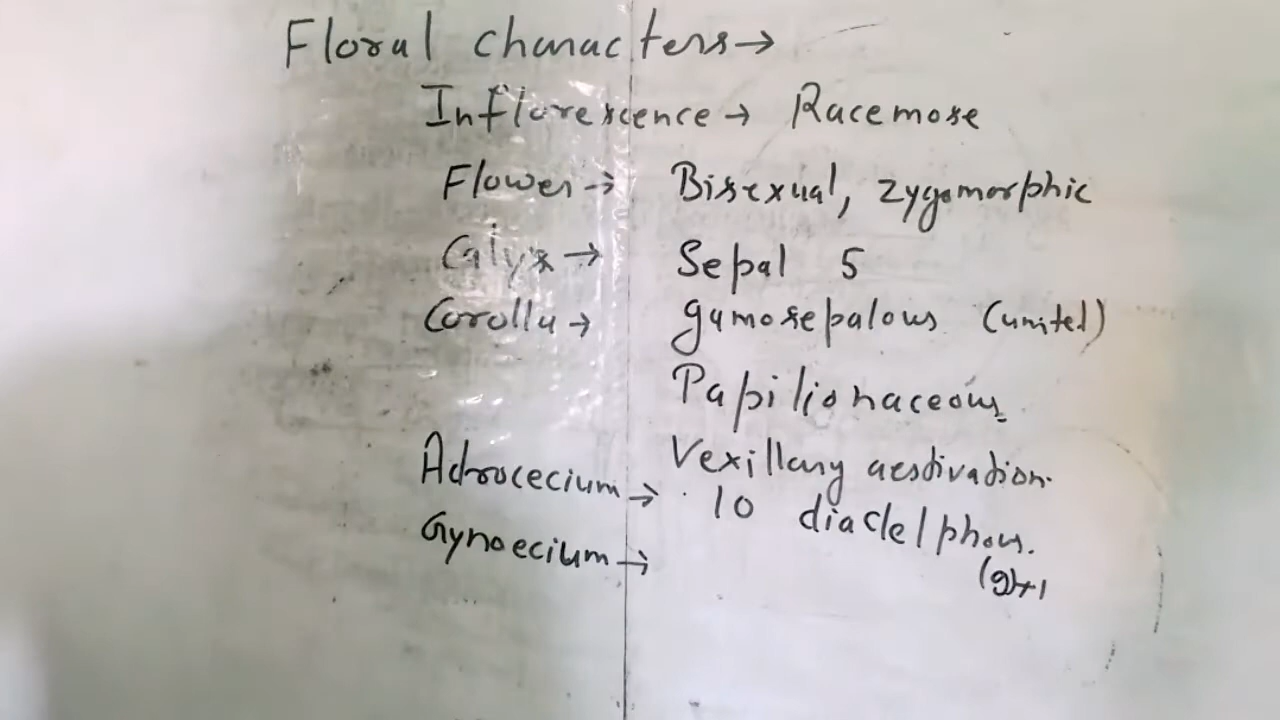 Floral characters→
Inflorescence → Racemose
Flower → Bisexual, zygomorphic
Calyx → Sepal 5
Corolla → gamosepalous (united)
Papilionaceous
Vexillary aestivation.
Adrocecium → 10 diadelphous.
Gynoecium →
(9)+1